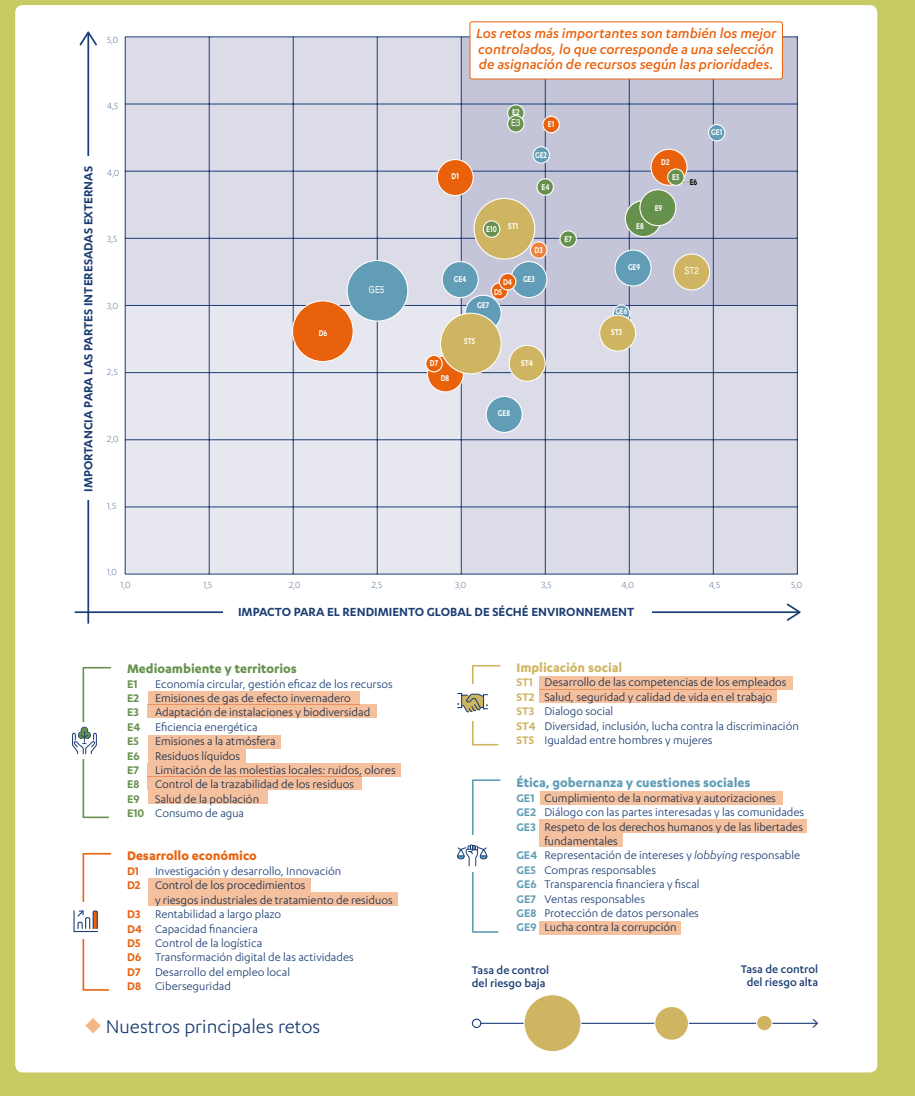 Los retos más importantes son también los mejor
controlados, lo que corresponde a una selección
de asignación de recursos según las prioridades.
IMPORTANCIA PARA LAS PARTES INTERESADAS EXTERNAS
5,0
4,5
4,0
3,5
3,0
2,5
2,0
1,5
1,0
E2
E3
E1
GE1
GE2
D2
D1
E5
E6
E4
E9
E8
E10
ST1
E7
D3
GE9
ST2
GE4
GE3
D4
D5
GE5
GE7
GE6
D6
ST3
ST5
D7
ST4
D8
GE8
1,0
1,5
2,0
2,5
3,0
3,5
4,0
4,5
5,0
IMPACTO PARA EL RENDIMIENTO GLOBAL DE SÉCHÉ ENVIRONNEMENT
Medioambiente y territorios
E1 Economía circular, gestión eficaz de los recursos
E2 Emisiones de gas de efecto invernadero
E3 Adaptación de instalaciones y biodiversidad
E4 Eficiencia energética
E5 Emisiones a la atmósfera
E6 Residuos líquidos
E7 Limitación de las molestias locales: ruidos, olores
E8 Control de la trazabilidad de los residuos
E9 Salud de la población
E10 Consumo de agua
Desarrollo económico
D1 Investigación y desarrollo, Innovación
D2 Control de los procedimientos
y riesgos industriales de tratamiento de residuos
D3 Rentabilidad a largo plazo
D4 Capacidad financiera
D5 Control de la logística
D6 Transformación digital de las actividades
D7 Desarrollo del empleo local
D8 Ciberseguridad
Nuestros principales retos
Implicación social
ST1 Desarrollo de las competencias de los empleados
ST2 Salud, seguridad y calidad de vida en el trabajo
ST3 Dialogo social
ST4 Diversidad, inclusión, lucha contra la discriminación
ST5 Igualdad entre hombres y mujeres
Ética, gobernanza y cuestiones sociales
GE1 Cumplimiento de la normativa y autorizaciones
GE2 Diálogo con las partes interesadas y las comunidades
GE3 Respeto de los derechos humanos y de las libertades
fundamentales
GE4 Representación de intereses y lobbying responsable
GE5 Compras responsables
GE6 Transparencia financiera y fiscal
GE7 Ventas responsables
GE8 Protección de datos personales
GE9 Lucha contra la corrupción
Tasa de control
del riesgo baja
Tasa de control
del riesgo alta